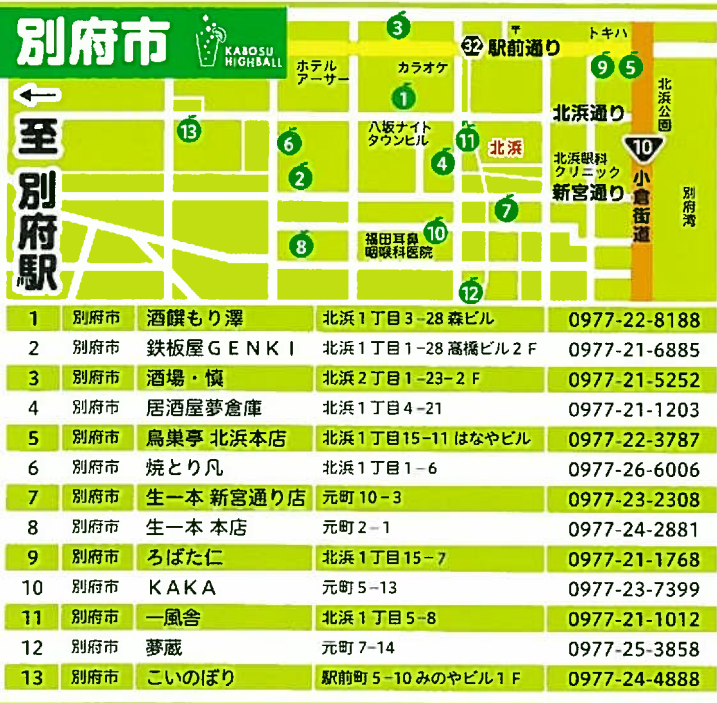 別府市
KABOSU
HIGHBALL
3
〒
32 駅前通り
トキハ
ホテル
アーサー
カラオケ
9 5
1
北浜公園
北浜通り
13
6
八坂ナイト
タウンヒル
11
北浜
10
4
北浜眼科
クリニック
2
新宮通り
小倉街道
別府湾
7
至 別府駅
8
福田耳鼻
咽喉科医院
10
12
1 別府市 酒饌もり澤 北浜1丁目3-28 森ビル 0977-22-8188
2 別府市 鉄板屋GENKI 北浜1丁目1-28 髙橋ビル2F 0977-21-6885
3 別府市 酒場・慎 北浜2丁目1-23-2F 0977-21-5252
4 別府市 居酒屋夢倉庫 北浜1丁目4-21 0977-21-1203
5 別府市 鳥巣亭 北浜本店 北浜1丁目15-11 はなやビル 0977-22-3787
6 別府市 焼とり凡 北浜1丁目1-6 0977-26-6006
7 別府市 生一本 新宮通り店 元町10-3 0977-23-2308
8 別府市 生一本 本店 元町2-1 0977-24-2881
9 別府市 ろばた仁 北浜1丁目15-7 0977-21-1768
10 別府市 KAKA 元町5-13 0977-23-7399
11 別府市 一風舎 北浜1丁目5-8 0977-21-1012
12 別府市 夢蔵 元町7-14 0977-25-3858
13 別府市 こいのぼり 駅前町5-10 みのやビル1F 0977-24-4888